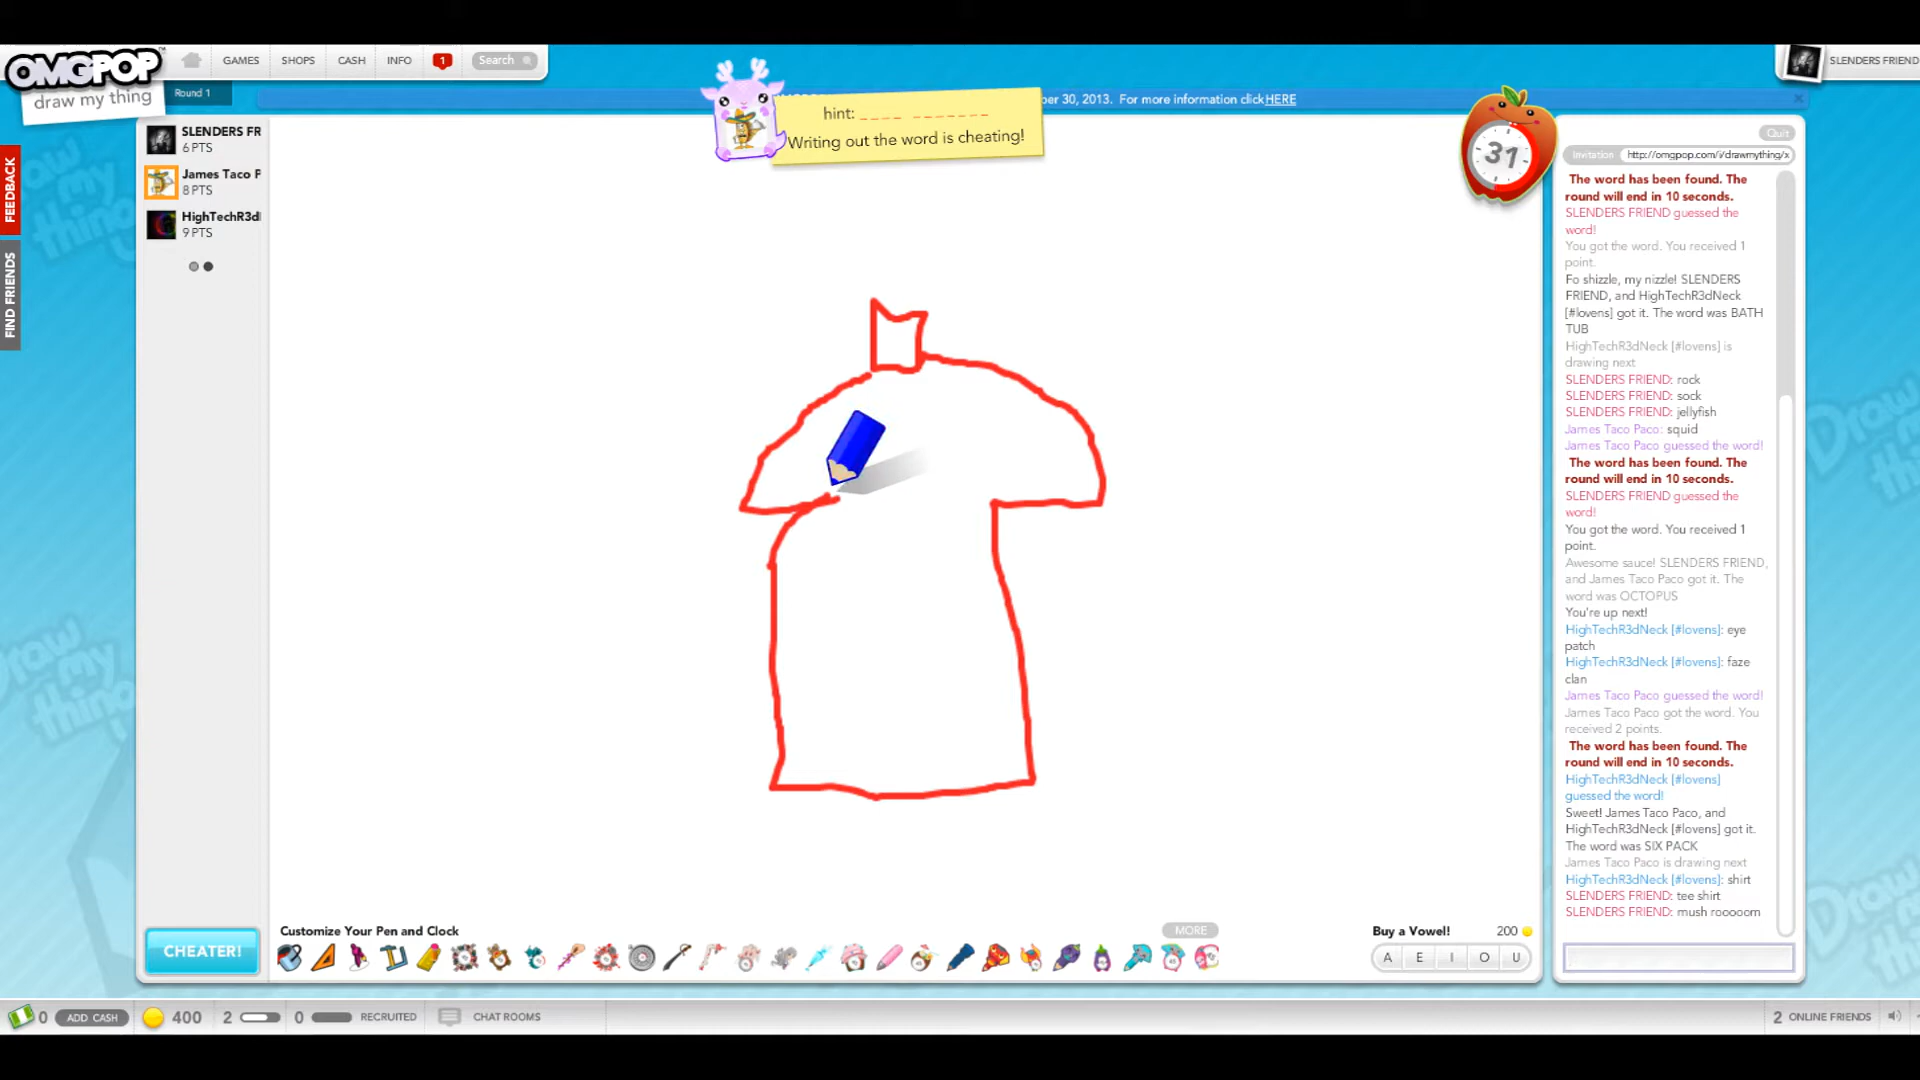 OMGPOP
draw my thing
GAMES
SHOPS
CASH
INFO
1
Search
SLENDERS FRIEND
Round 1
ber 30, 2013. For more information click HERE
hint: _ _ _ _ _ _ _ _ _ _ _
Writing out the word is cheating!
31
FEEDBACK
FIND FRIENDS
SLENDERS FR
6 PTS
James Taco P
8 PTS
HighTechR3d
9 PTS
CHEATER!
Quit
Invitation
http://omgpop.com/i/drawmything/x
The word has been found. The
round will end in 10 seconds.
SLENDERS FRIEND guessed the
word!
You got the word. You received 1
point.
Fo shizzle, my nizzle! SLENDERS
FRIEND, and HighTechR3dNeck
[#lovens] got it. The word was BATH
TUB
HighTechR3dNeck [#lovens] is
drawing next
SLENDERS FRIEND: rock
SLENDERS FRIEND: sock
SLENDERS FRIEND: jellyfish
James Taco Paco: squid
James Taco Paco guessed the word!
The word has been found. The
round will end in 10 seconds.
SLENDERS FRIEND guessed the
word!
You got the word. You received 1
point.
Awesome sauce! SLENDERS FRIEND,
and James Taco Paco got it. The
word was OCTOPUS
You're up next!
HighTechR3dNeck [#lovens]: eye
patch
HighTechR3dNeck [#lovens]: faze
clan
James Taco Paco guessed the word!
James Taco Paco got the word. You
received 2 points.
The word has been found. The
round will end in 10 seconds.
HighTechR3dNeck [#lovens]
guessed the word!
Sweet! James Taco Paco, and
HighTechR3dNeck [#lovens] got it.
The word was SIX PACK
James Taco Paco is drawing next
HighTechR3dNeck [#lovens]: shirt
SLENDERS FRIEND: tee shirt
SLENDERS FRIEND: mush rooooom
Customize Your Pen and Clock
MORE
Buy a Vowel!
200
A E I O U
0
ADD CASH
400
2
0
RECRUITED
CHAT ROOMS
2 ONLINE FRIENDS